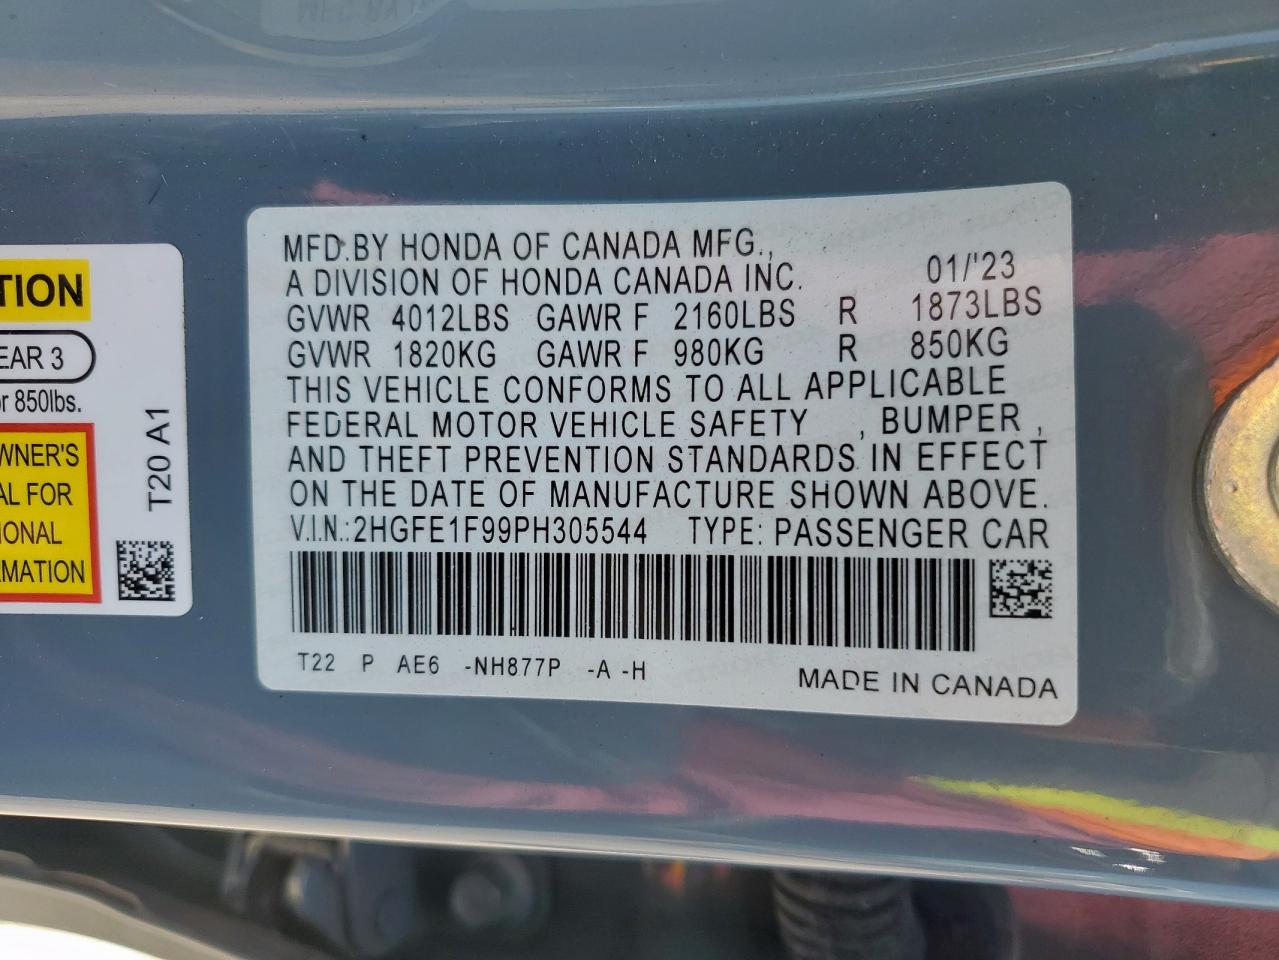 TION
EAR 3
r 850lbs.
WNER'S
AL FOR
IONAL
RMATION
T20 A1
MFD.BY HONDA OF CANADA MFG.,
A DIVISION OF HONDA CANADA INC. 01/'23
GVWR 4012LBS GAWR F 2160LBS R 1873LBS
GVWR 1820KG GAWR F 980KG R 850KG
THIS VEHICLE CONFORMS TO ALL APPLICABLE
FEDERAL MOTOR VEHICLE SAFETY , BUMPER ,
AND THEFT PREVENTION STANDARDS IN EFFECT
ON THE DATE OF MANUFACTURE SHOWN ABOVE.
V.I.N.:2HGFE1F99PH305544 TYPE: PASSENGER CAR
T22 P AE6 -NH877P -A -H
MADE IN CANADA